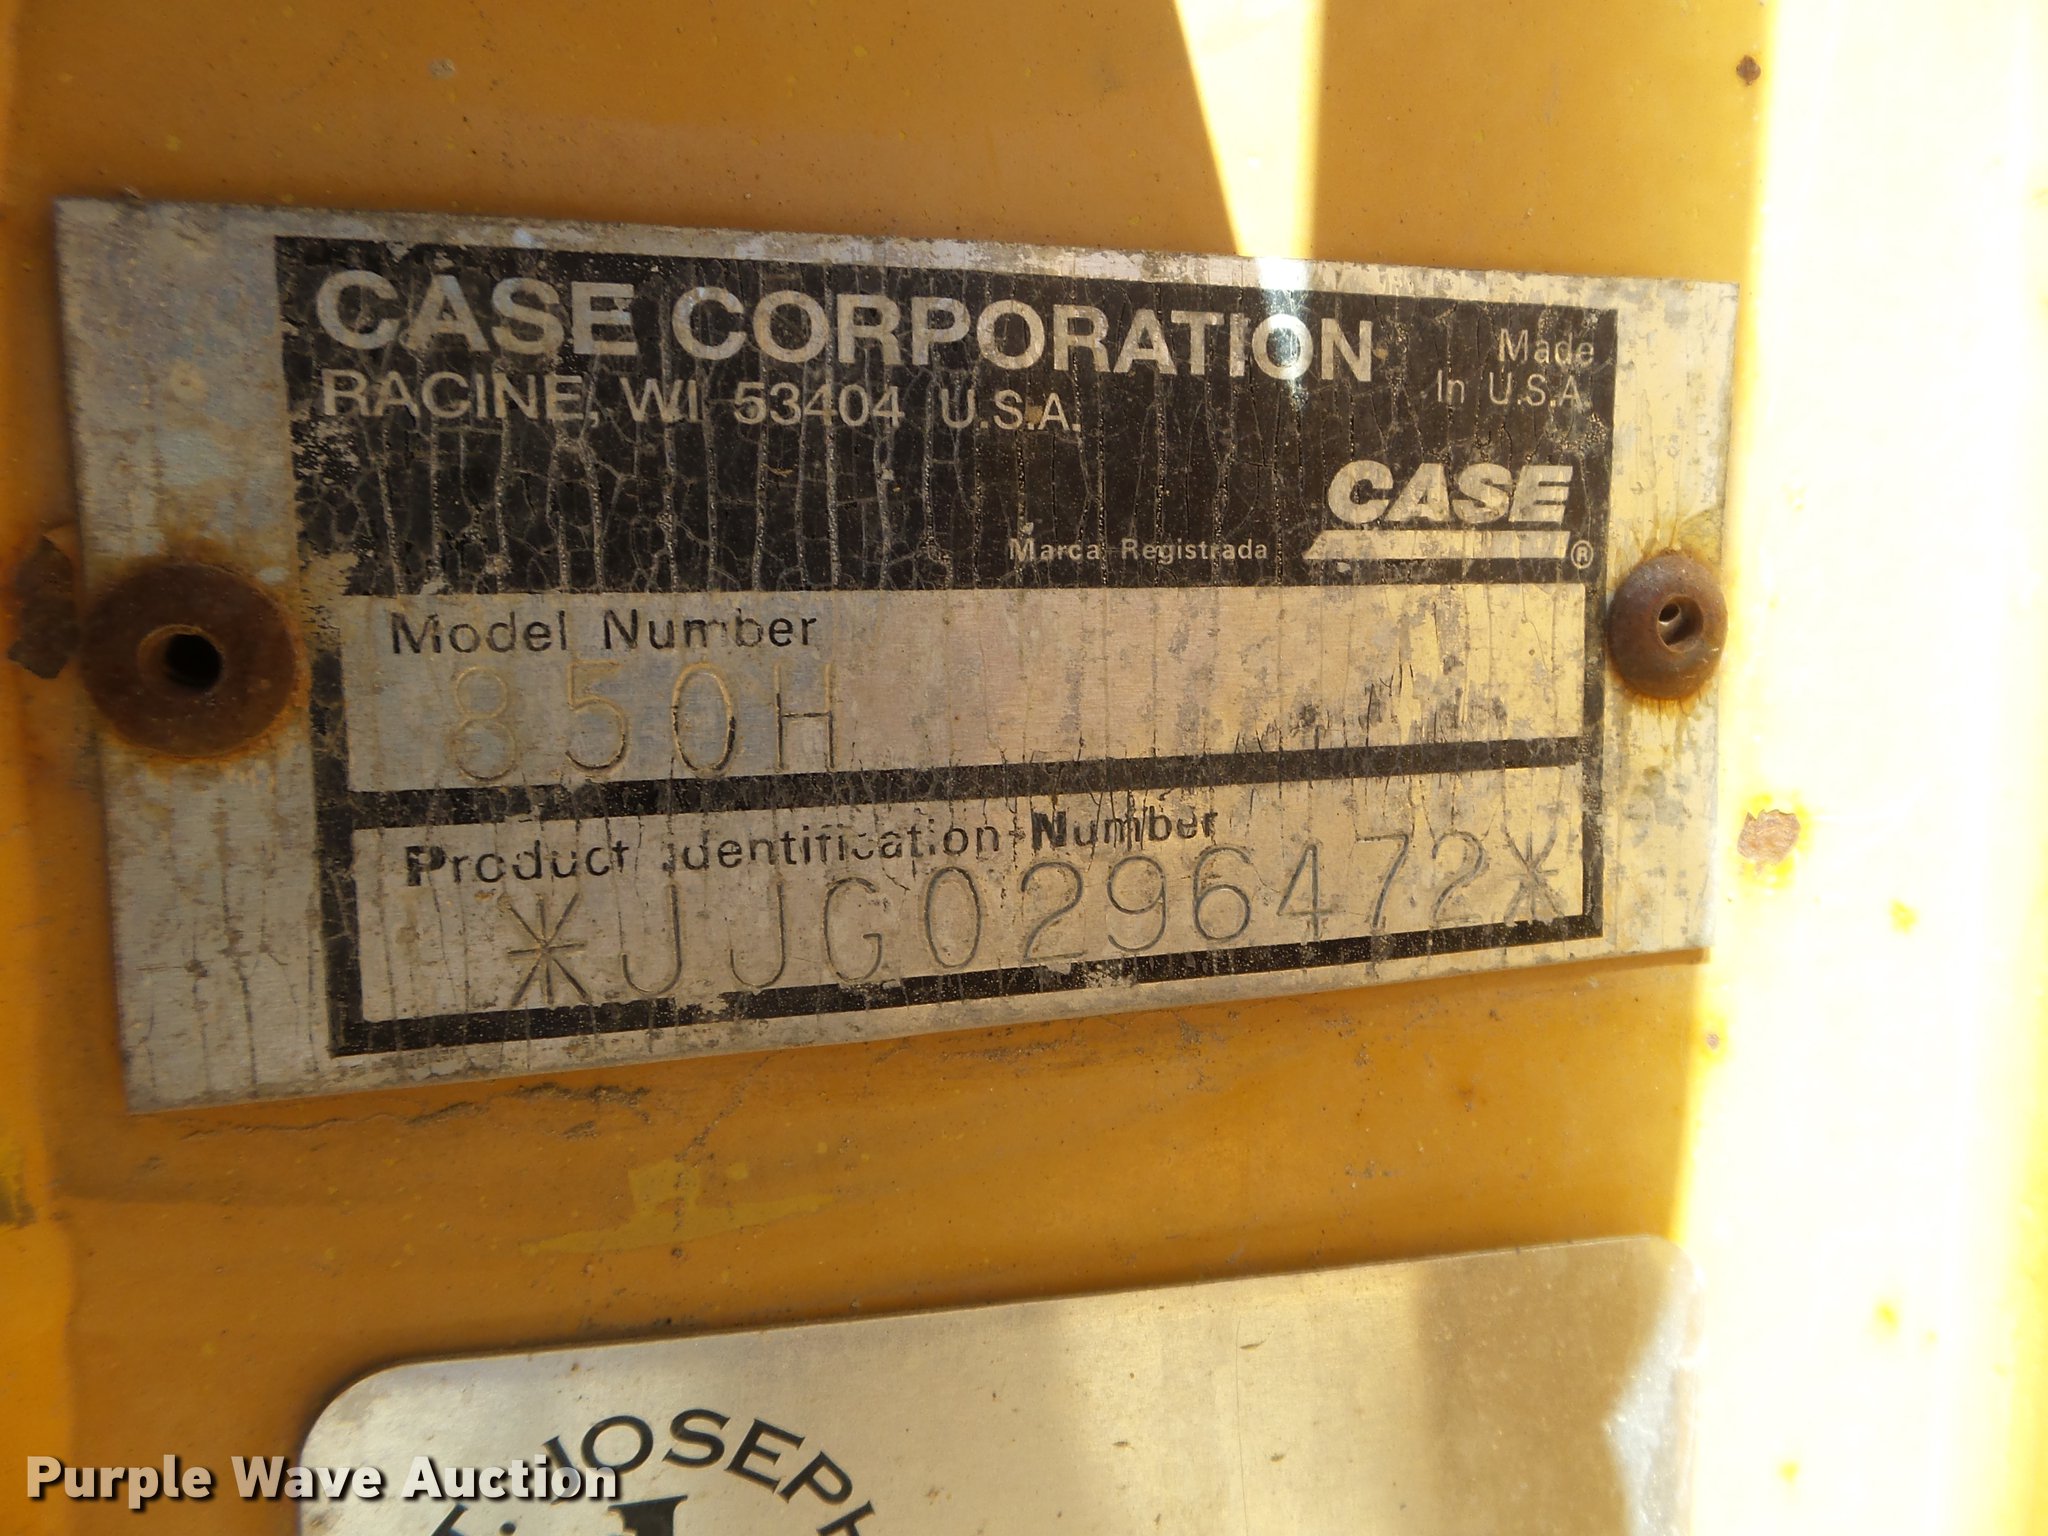 CASE CORPORATION
RACINE, WI 53404 U.S.A.
Made
In U.S.A.
CASE
Marca Registrada
®
Model Number
850H
Product Identification Number
*JJG0296472*
JOSEPH
Purple Wave Auction